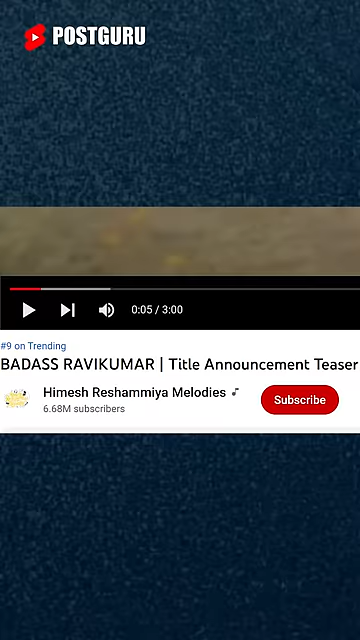 POSTGURU
0:05 / 3:00
#9 on Trending
BADASS RAVIKUMAR | Title Announcement Teaser
Himesh Reshammiya Melodies
6.68M subscribers
Subscribe